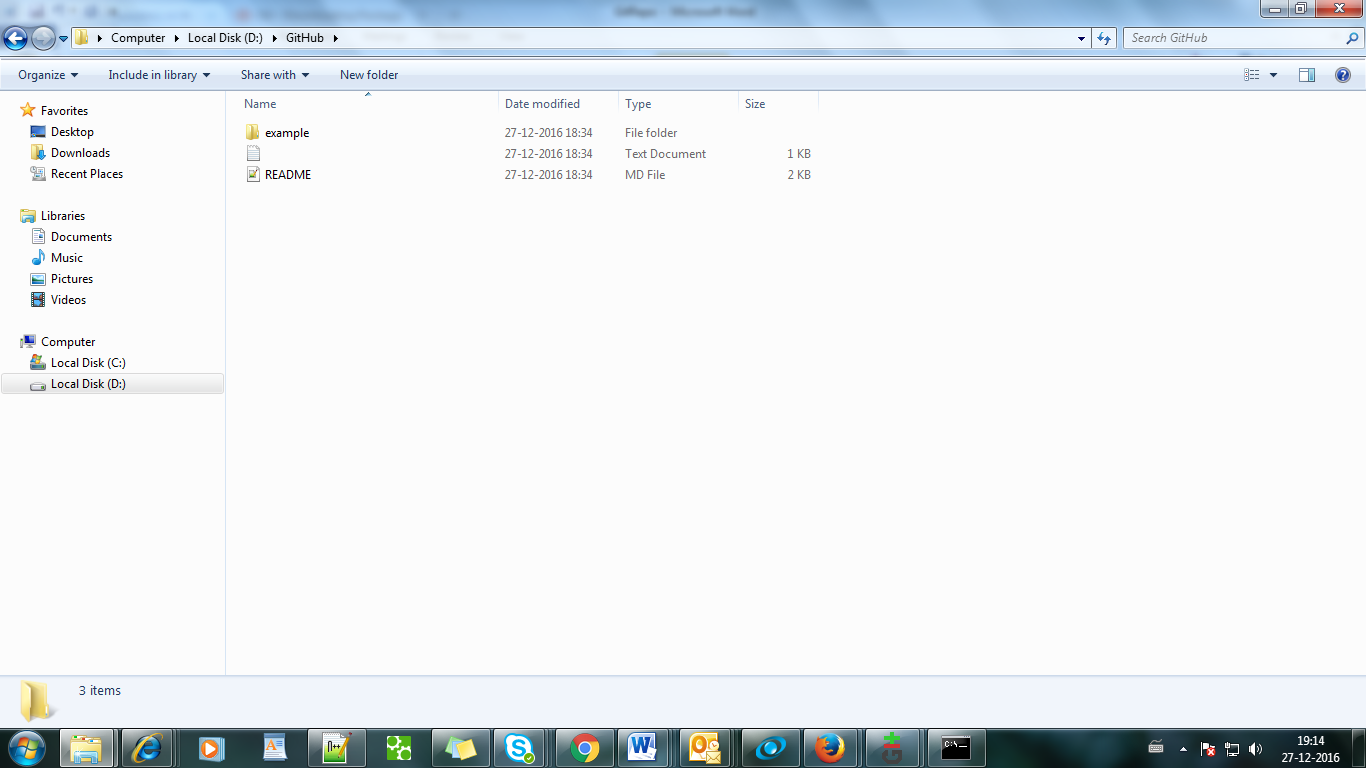 Computer ▸ Local Disk (D:) ▸ GitHub ▸
Search GitHub
Organize Include in library Share with New folder
Name Date modified Type Size
Favorites
Desktop
Downloads
Recent Places
Libraries
Documents
Music
Pictures
Videos
Computer
Local Disk (C:)
Local Disk (D:)
example 27-12-2016 18:34 File folder
27-12-2016 18:34 Text Document 1 KB
README 27-12-2016 18:34 MD File 2 KB
3 items
19:14
27-12-2016